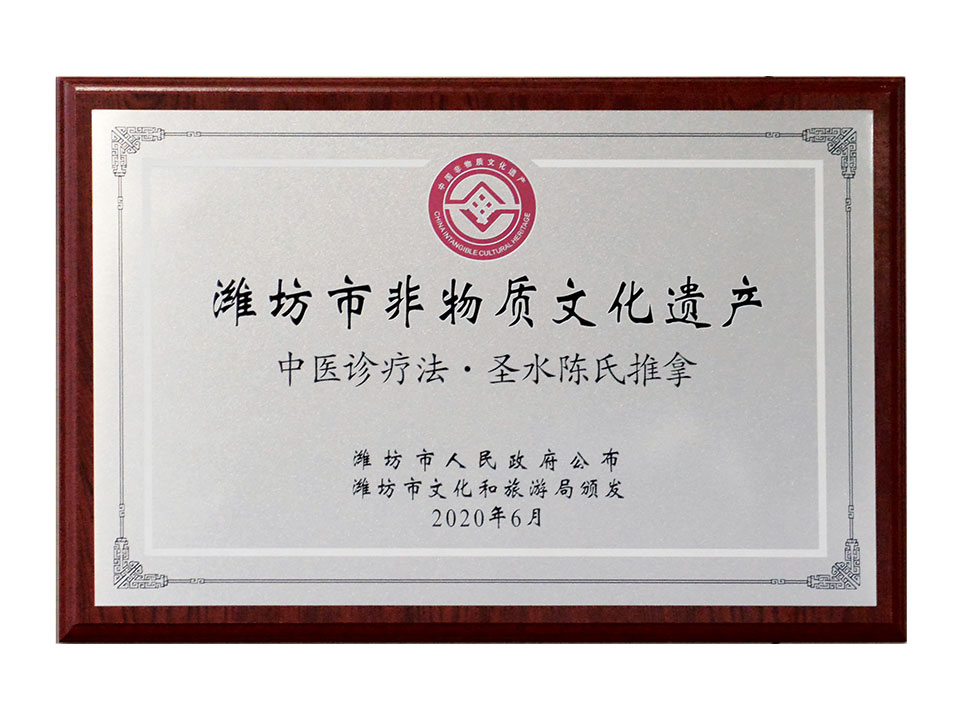 中国非物质文化遗产
CHINA INTANGIBLE CULTURAL HERITAGE
潍坊市非物质文化遗产
中医诊疗法·圣水陈氏推拿
潍坊市人民政府公布
潍坊市文化和旅游局颁发
2020年6月